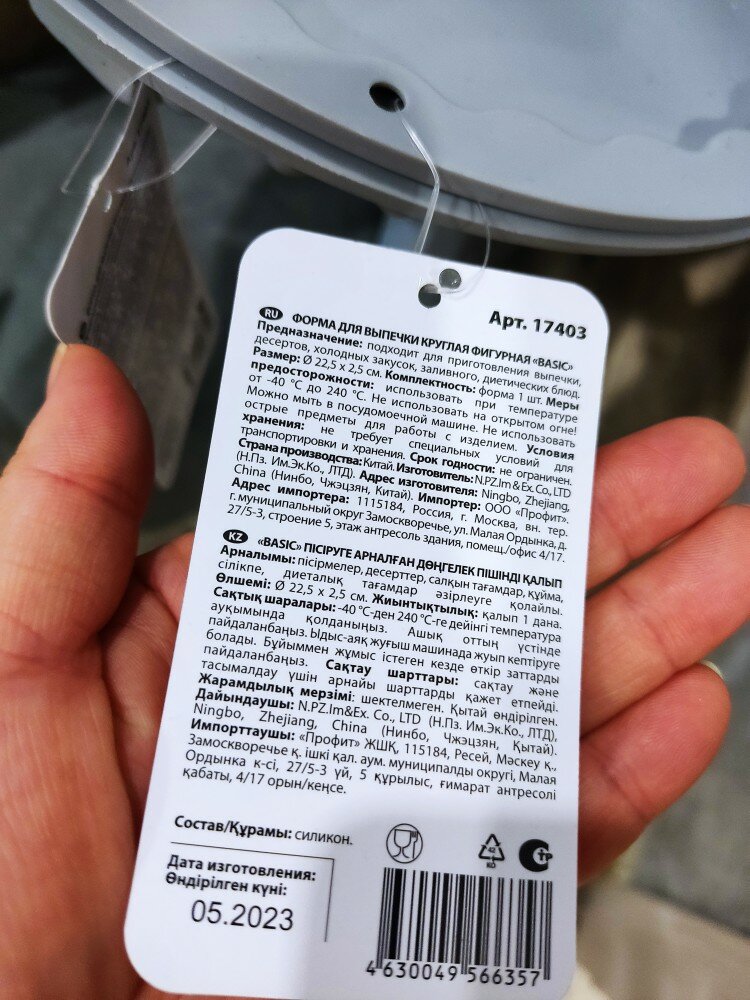 Арт. 17403
RU ФОРМА ДЛЯ ВЫПЕЧКИ КРУГЛАЯ ФИГУРНАЯ «BASIC»
Предназначение: подходит для приготовления выпечки,
десертов, холодных закусок, заливного, диетических блюд.
Размер: Ø 22,5 х 2,5 см. Комплектность: форма 1 шт. Меры
предосторожности: использовать при температуре
от -40 °C до 240 °C. Не использовать на открытом огне!
Можно мыть в посудомоечной машине. Не использовать
острые предметы для работы с изделием. Условия
хранения: не требует специальных условий для
транспортировки и хранения. Срок годности: не ограничен.
Страна производства: Китай. Изготовитель: N.PZ.Im & Ex. Co., LTD
(Н.Пз. Им.Эк.Ко., ЛТД). Адрес изготовителя: Ningbo, Zhejiang,
China (Нинбо, Чжэцзян, Китай). Импортер: ООО «Профит».
Адрес импортера: 1115184, Россия, г. Москва, вн. тер.
г. муниципальный округ Замоскворечье, ул. Малая Ордынка, д.
27/5-3, строение 5, этаж антресоль здания, помещ./офис 4/17.
KZ «BASIC» ПІСІРУГЕ АРНАЛҒАН ДӨҢГЕЛЕК ПІШІНДІ ҚАЛЫП
Арналымы: пісірмелер, десерттер, салқын тағамдар, құйма,
сілікпе, диеталық тағамдар әзірлеуге қолайлы.
Өлшемі: Ø 22,5 х 2,5 см. Жиынтықтылық: қалып 1 дана.
Сақтық шаралары: -40 °C-ден 240 °C-ге дейінгі температура
ауқымында қолданыңыз. Ашық оттың үстінде
пайдаланбаңыз. Ыдыс-аяқ жуғыш машинада жуып кептіруге
болады. Бұйыммен жұмыс істеген кезде өткір заттарды
пайдаланбаңыз. Сақтау шарттары: сақтау және
тасымалдау үшін арнайы шарттарды қажет етпейді.
Жарамдылық мерзімі: шектелмеген. Қытай өндірілген.
Дайындаушы: N.PZ.Im&Ex. Co., LTD (Н.Пз. Им.Эк.Ко., ЛТД),
Ningbo, Zhejiang, China (Нинбо, Чжэцзян, Қытай).
Импорттаушы: «Профит» ЖШҚ, 115184, Ресей, Мәскеу қ.,
Замоскворечье қ. ішкі қал. аум. муниципалды округі, Малая
Ордынка к-сі, 27/5-3 үй, 5 құрылыс, ғимарат антресолі
қабаты, 4/17 орын/кеңсе.
Состав/Құрамы: силикон.
Дата изготовления:
Өндірілген күні:
05.2023
4 630049 566357